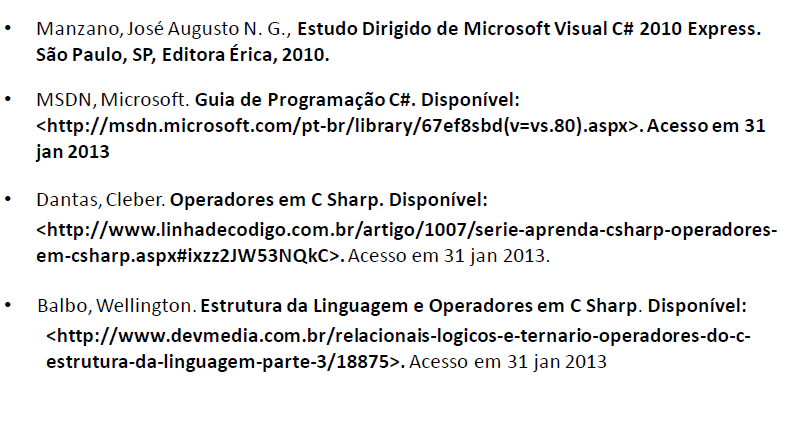 • Manzano, José Augusto N. G., Estudo Dirigido de Microsoft Visual C# 2010 Express.
São Paulo, SP, Editora Érica, 2010.
• MSDN, Microsoft. Guia de Programação C#. Disponível:
<http://msdn.microsoft.com/pt-br/library/67ef8sbd(v=vs.80).aspx>. Acesso em 31
jan 2013
• Dantas, Cleber. Operadores em C Sharp. Disponível:
<http://www.linhadecodigo.com.br/artigo/1007/serie-aprenda-csharp-operadores-
em-csharp.aspx#ixzz2JW53NQkC>. Acesso em 31 jan 2013.
• Balbo, Wellington. Estrutura da Linguagem e Operadores em C Sharp. Disponível:
<http://www.devmedia.com.br/relacionais-logicos-e-ternario-operadores-do-c-
estrutura-da-linguagem-parte-3/18875>. Acesso em 31 jan 2013